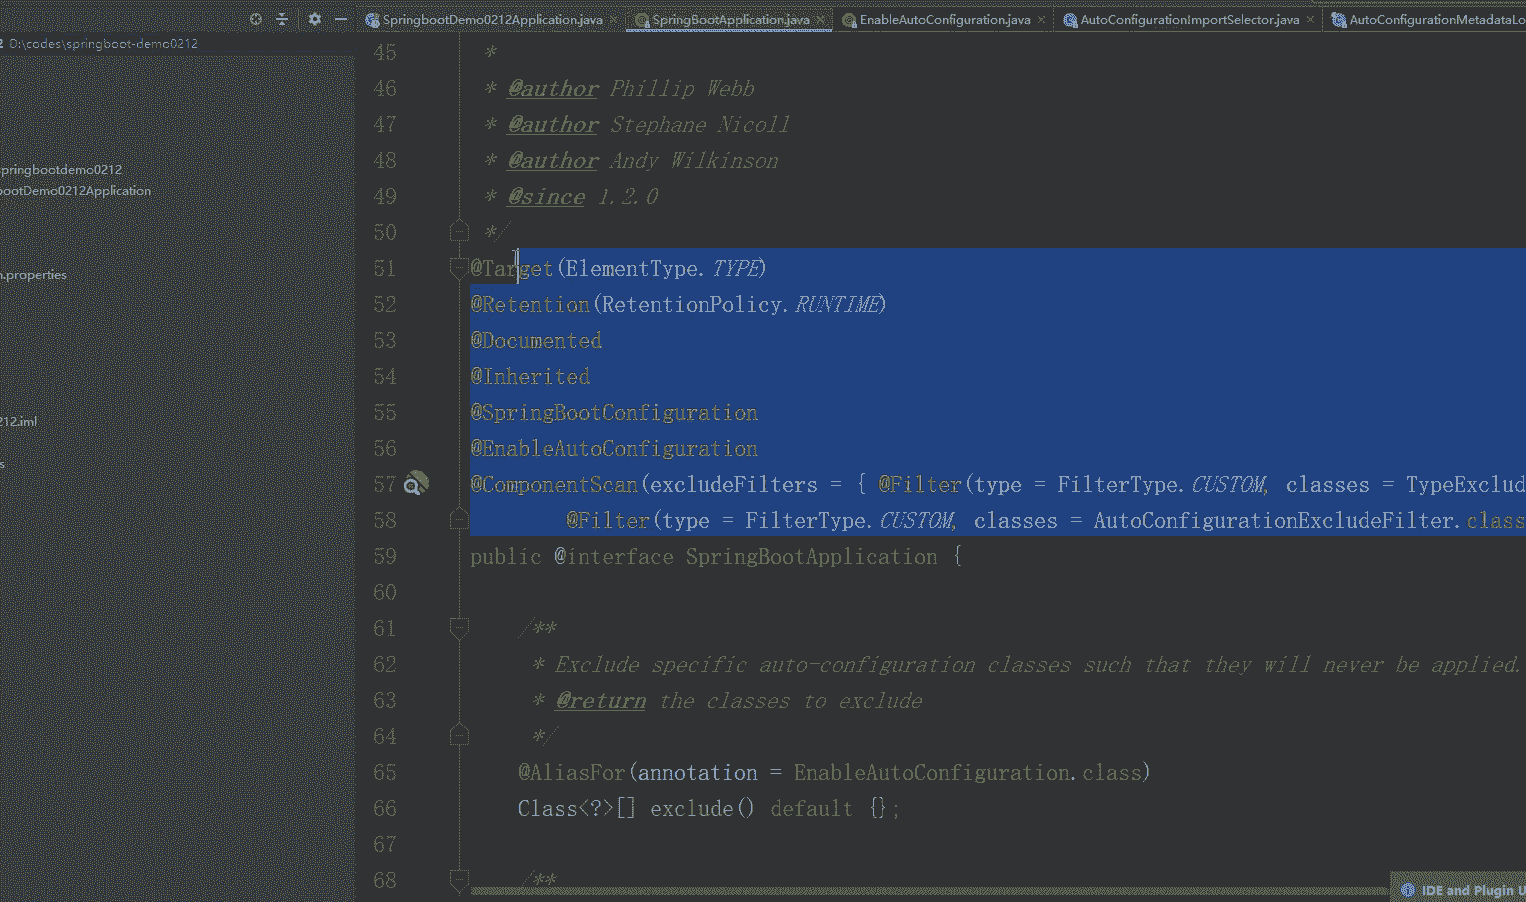 SpringbootDemo0212Application.java SpringBootApplication.java EnableAutoConfiguration.java AutoConfigurationImportSelector.java AutoConfigurationMetadataLo
2 D:\codes\springboot-demo0212
springbootdemo0212
ootDemo0212Application
n.properties
212.iml
s
45 *
46 * @author Phillip Webb
47 * @author Stephane Nicoll
48 * @author Andy Wilkinson
49 * @since 1.2.0
50 */
51 @Target(ElementType.TYPE)
52 @Retention(RetentionPolicy.RUNTIME)
53 @Documented
54 @Inherited
55 @SpringBootConfiguration
56 @EnableAutoConfiguration
57 @ComponentScan(excludeFilters = { @Filter(type = FilterType.CUSTOM, classes = TypeExclud
58 @Filter(type = FilterType.CUSTOM, classes = AutoConfigurationExcludeFilter.class
59 public @interface SpringBootApplication {
60
61 /**
62 * Exclude specific auto-configuration classes such that they will never be applied.
63 * @return the classes to exclude
64 */
65 @AliasFor(annotation = EnableAutoConfiguration.class)
66 Class<?>[] exclude() default {};
67
68 /**
IDE and Plugin U